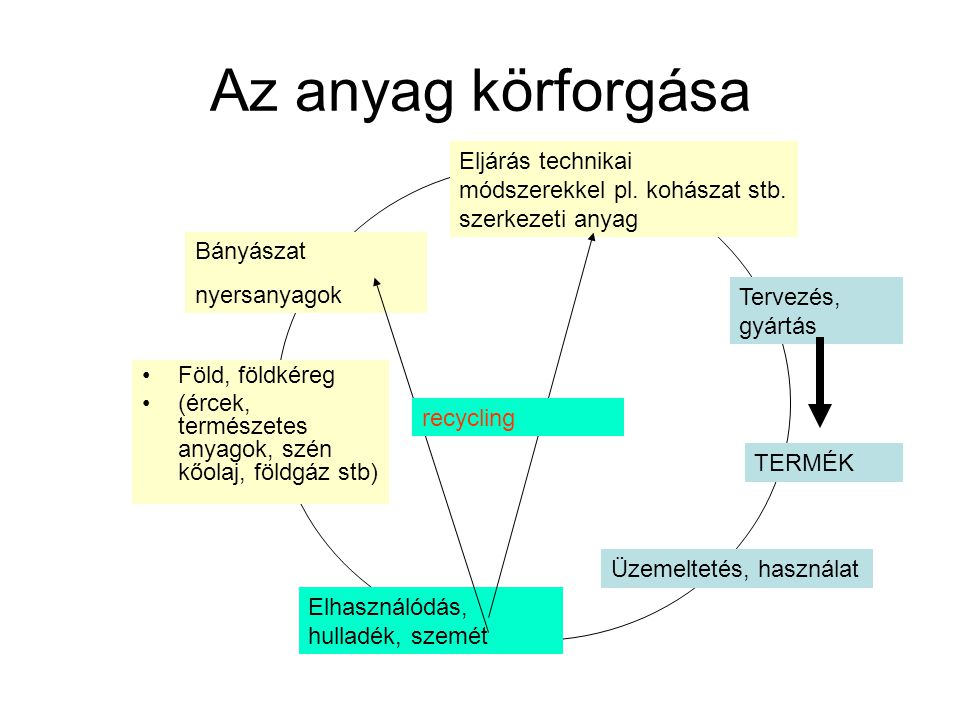 Az anyag körforgása
Eljárás technikai
módszerekkel pl. kohászat stb.
szerkezeti anyag
Bányászat
nyersanyagok
Tervezés,
gyártás
• Föld, földkéreg
• (ércek,
természetes
anyagok, szén
kőolaj, földgáz stb)
recycling
TERMÉK
Üzemeltetés, használat
Elhasználódás,
hulladék, szemét